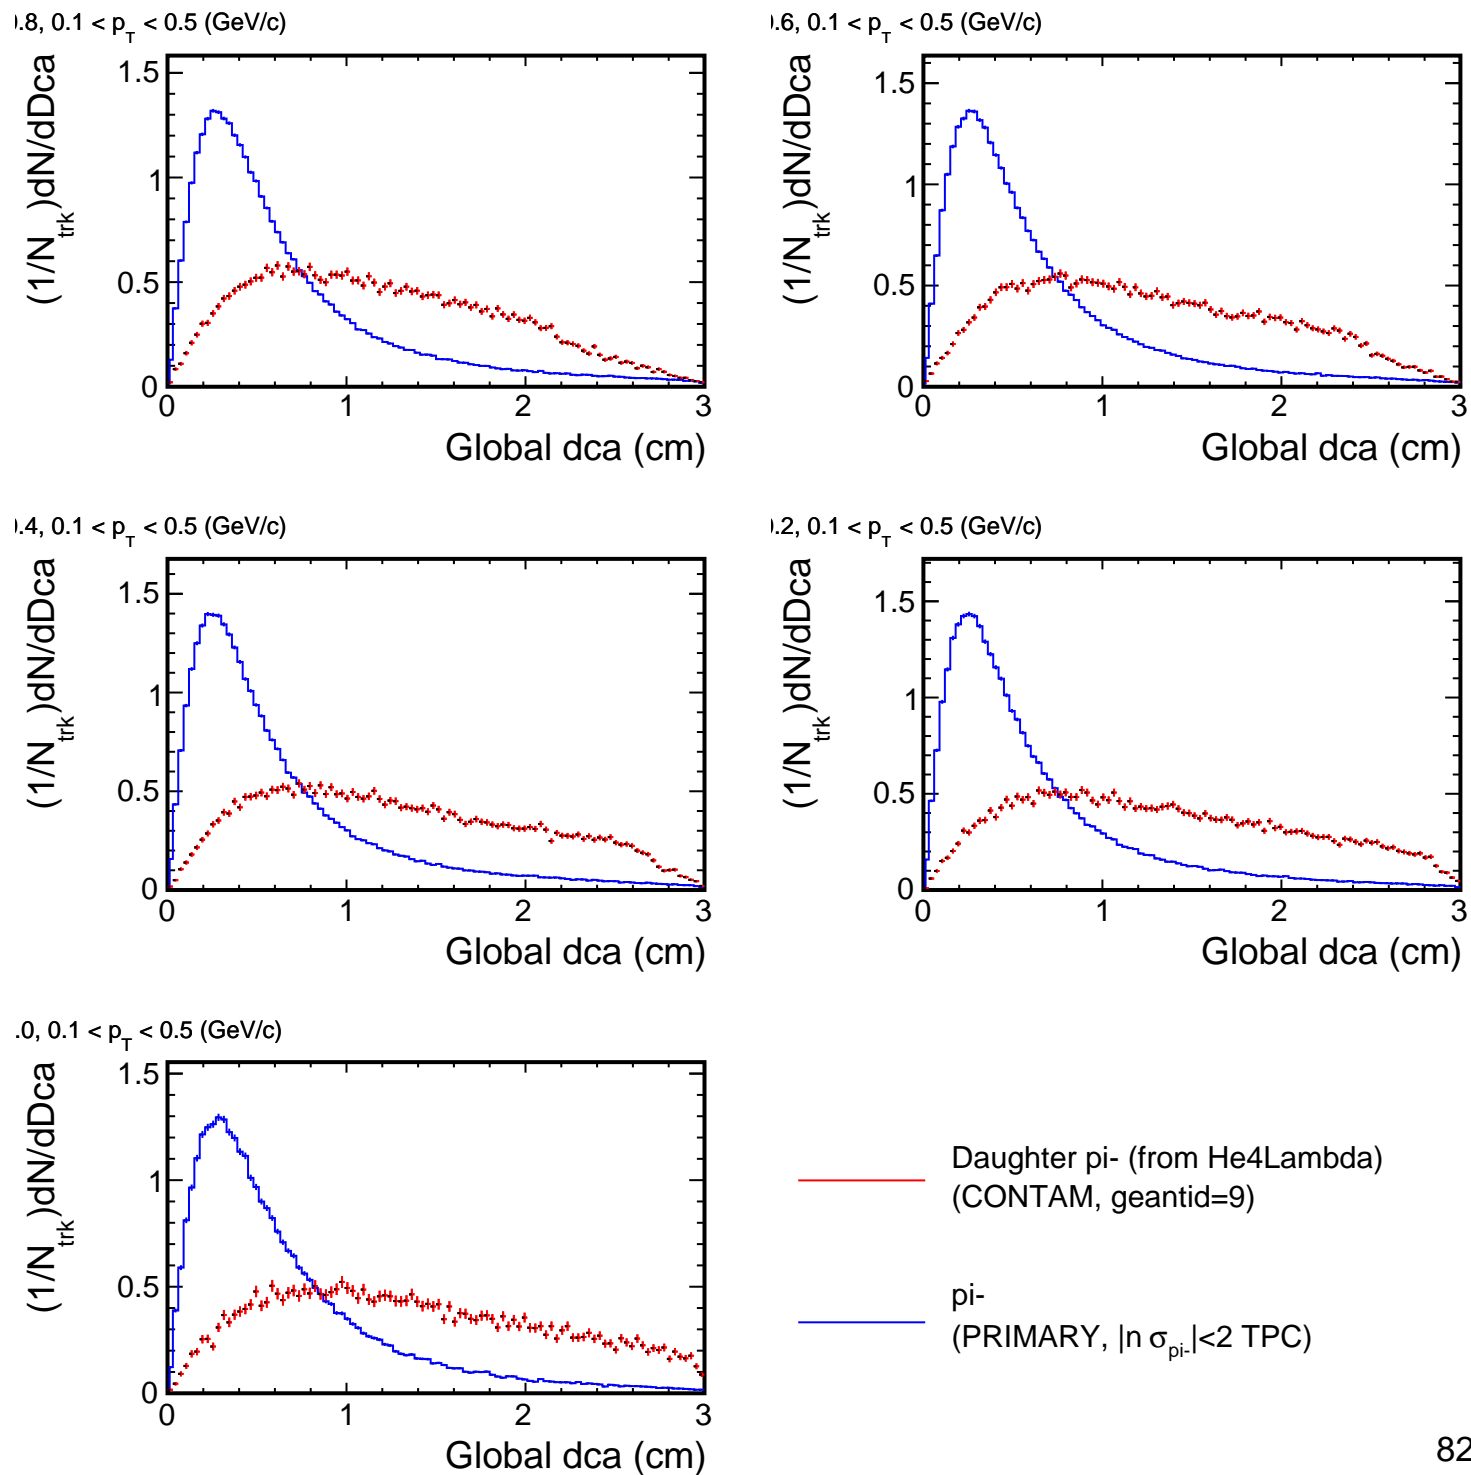 ).8, 0.1 < p_T < 0.5 (GeV/c)
(1/N_trk)dN/dDca
1.5
1
0.5
0
0 1 2 3
Global dca (cm)
).6, 0.1 < p_T < 0.5 (GeV/c)
(1/N_trk)dN/dDca
1.5
1
0.5
0
0 1 2 3
Global dca (cm)
).4, 0.1 < p_T < 0.5 (GeV/c)
(1/N_trk)dN/dDca
1.5
1
0.5
0
0 1 2 3
Global dca (cm)
).2, 0.1 < p_T < 0.5 (GeV/c)
(1/N_trk)dN/dDca
1.5
1
0.5
0
0 1 2 3
Global dca (cm)
.0, 0.1 < p_T < 0.5 (GeV/c)
(1/N_trk)dN/dDca
1.5
1
0.5
0
0 1 2 3
Global dca (cm)
Daughter pi- (from He4Lambda)
(CONTAM, geantid=9)
pi-
(PRIMARY, |n σ_pi-|<2 TPC)
82